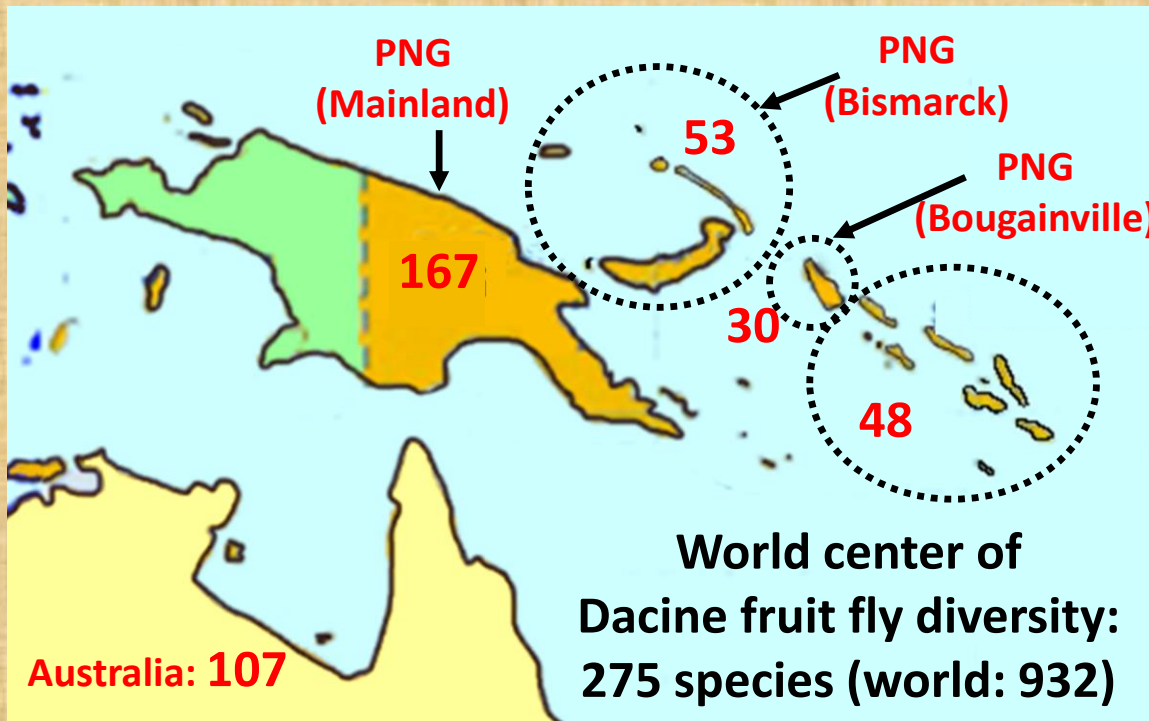 PNG
(Mainland)
PNG
(Bismarck)
53
PNG
(Bougainville)
167
30
48
World center of
Dacine fruit fly diversity:
275 species (world: 932)
Australia: 107